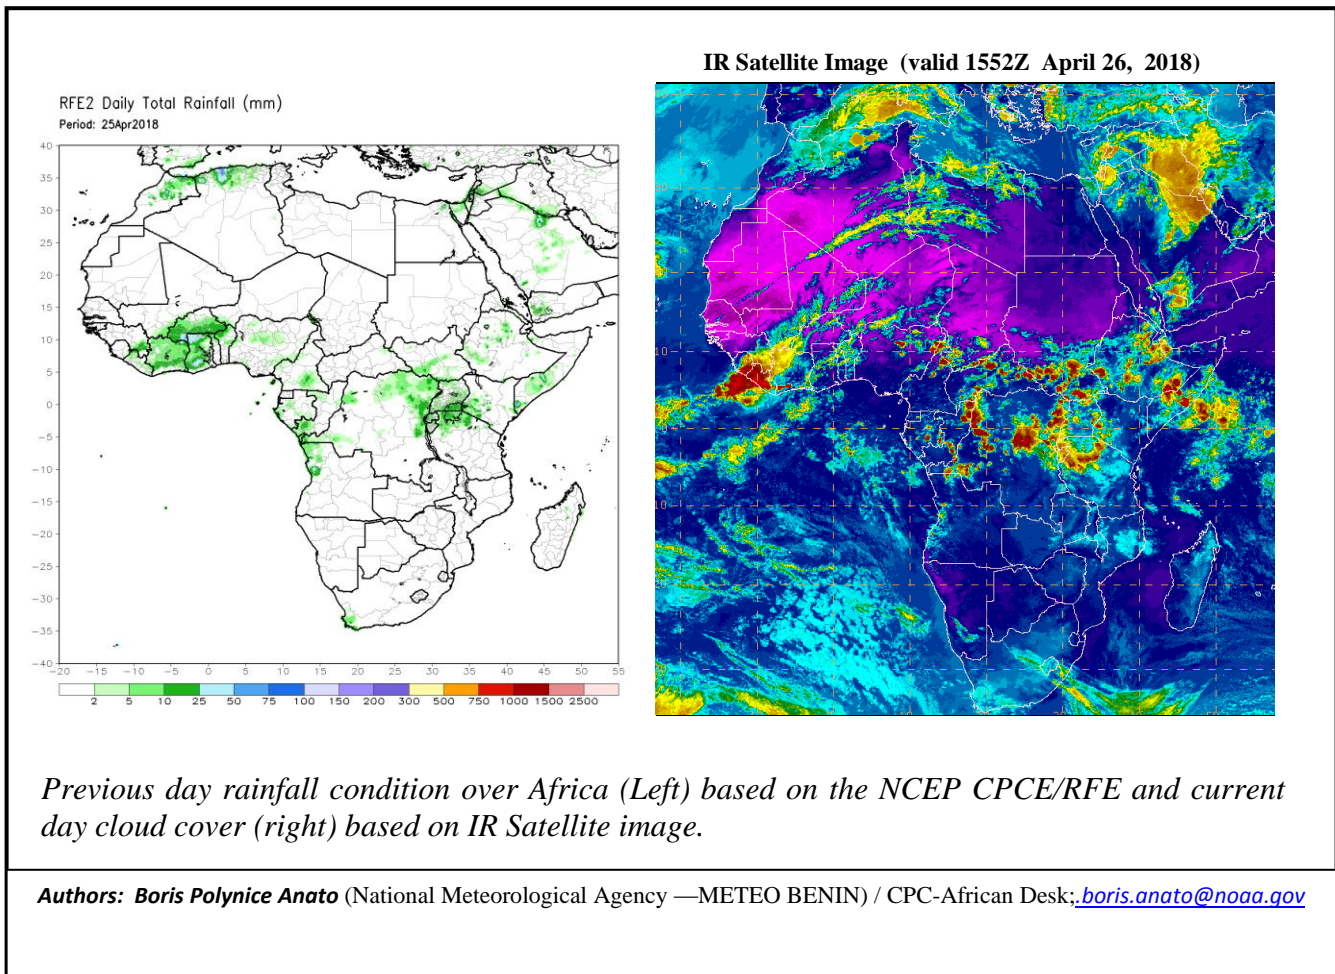 IR Satellite Image (valid 1552Z April 26, 2018)
RFE2 Daily Total Rainfall (mm)
Period: 25Apr2018
40
35
30
25
20
15
10
5
0
-5
-10
-15
-20
-25
-30
-35
-40
-20 -15 -10 -5 0 5 10 15 20 25 30 35 40 45 50 55
2 5 10 25 50 75 100 150 200 300 500 750 1000 1500 2500
10
10
Previous day rainfall condition over Africa (Left) based on the NCEP CPCE/RFE and current
day cloud cover (right) based on IR Satellite image.
Authors: Boris Polynice Anato (National Meteorological Agency —METEO BENIN) / CPC-African Desk;.boris.anato@noaa.gov